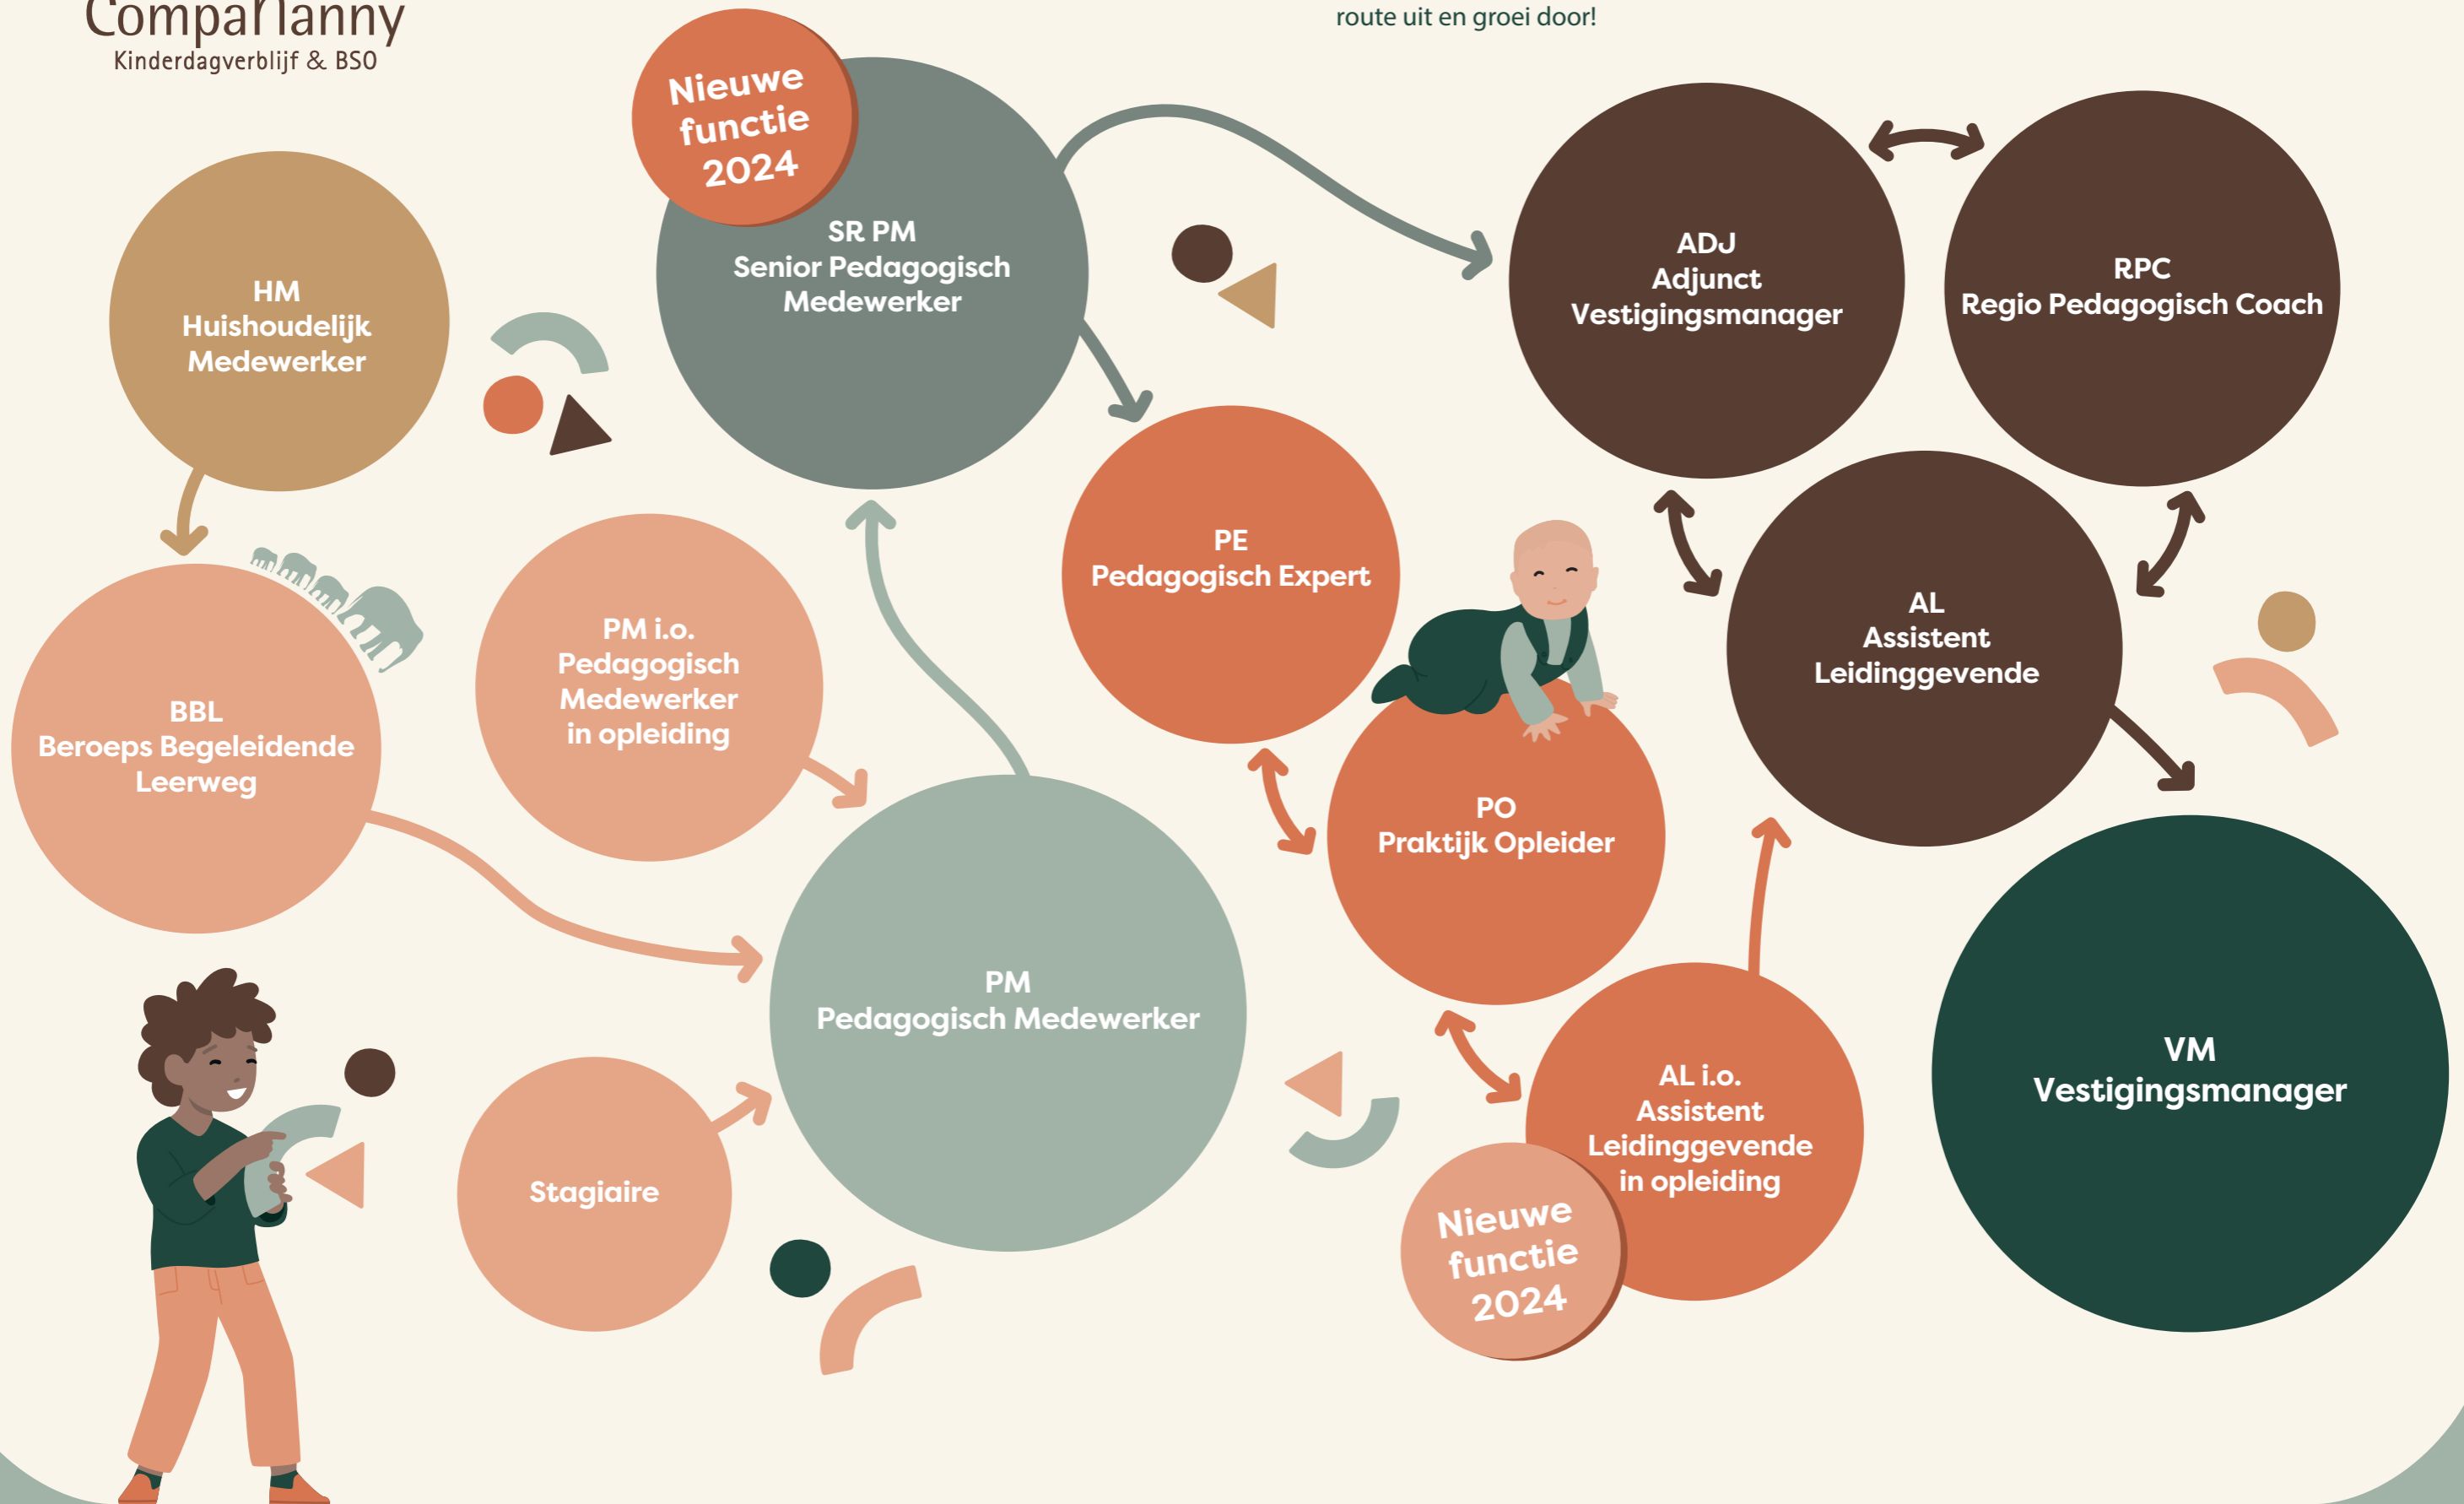 CompaNanny
Kinderdagverblijf & BSO
route uit en groei door!
Nieuwe
functie
2024
SR PM
Senior Pedagogisch
Medewerker
ADJ
Adjunct
Vestigingsmanager
RPC
Regio Pedagogisch Coach
HM
Huishoudelijk
Medewerker
PE
Pedagogisch Expert
AL
Assistent
Leidinggevende
PM i.o.
Pedagogisch
Medewerker
in opleiding
BBL
Beroeps Begeleidende
Leerweg
PO
Praktijk Opleider
PM
Pedagogisch Medewerker
VM
Vestigingsmanager
AL i.o.
Assistent
Leidinggevende
in opleiding
Stagiaire
Nieuwe
functie
2024